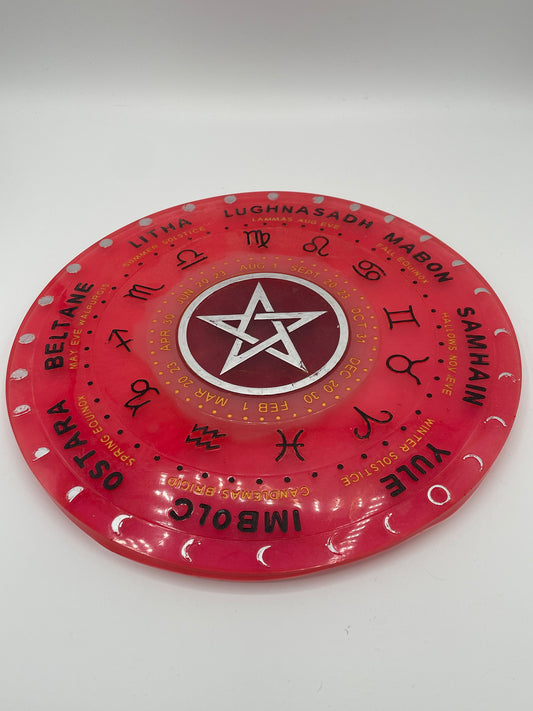 LITHA
SUMMER SOLSTICE
LUGHNASADH
LAMMAS AUG EVE
MABON
FALL EQUINOX
SAMHAIN
HALLOWS NOV. EVE
YULE
WINTER SOLSTICE
IMBOLC
CANDLEMAS BRIGID
OSTARA
SPRING EQUINOX
BELTANE
MAY EVE WALPURGIS
JUN 20 23
AUG 1
SEPT 20 23
OCT 31
DEC 20 30
FEB 1
MAR 20 23
APR 30